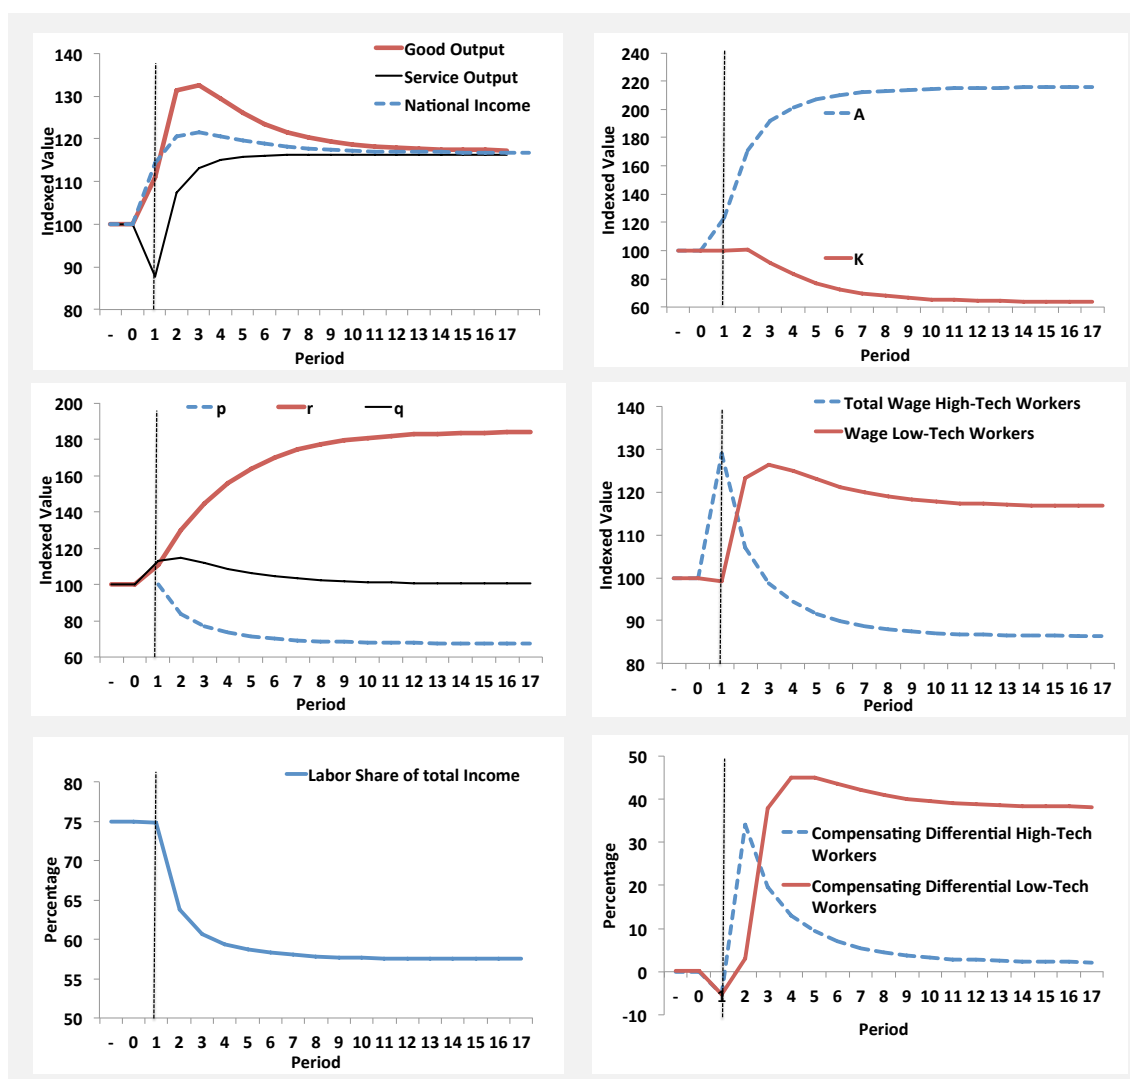 Good Output
Service Output
National Income
140
130
120
110
100
90
80
Indexed Value
- 0 1 2 3 4 5 6 7 8 9 10 11 12 13 14 15 16 17
Period
240
220
200
180
160
140
120
100
80
60
Indexed Value
A
K
- 0 1 2 3 4 5 6 7 8 9 10 11 12 13 14 15 16 17
Period
p r q
200
180
160
140
120
100
80
60
Indexed Value
- 0 1 2 3 4 5 6 7 8 9 10 11 12 13 14 15 16 17
Period
Total Wage High-Tech Workers
Wage Low-Tech Workers
140
130
120
110
100
90
80
Indexed Value
- 0 1 2 3 4 5 6 7 8 9 10 11 12 13 14 15 16 17
Period
Labor Share of total Income
80
75
70
65
60
55
50
Percentage
- 0 1 2 3 4 5 6 7 8 9 10 11 12 13 14 15 16 17
Period
50
40
30
20
10
0
-10
Percentage
Compensating Differential High-Tech
Workers
Compensating Differential Low-Tech
Workers
- 0 1 2 3 4 5 6 7 8 9 10 11 12 13 14 15 16 17
Period